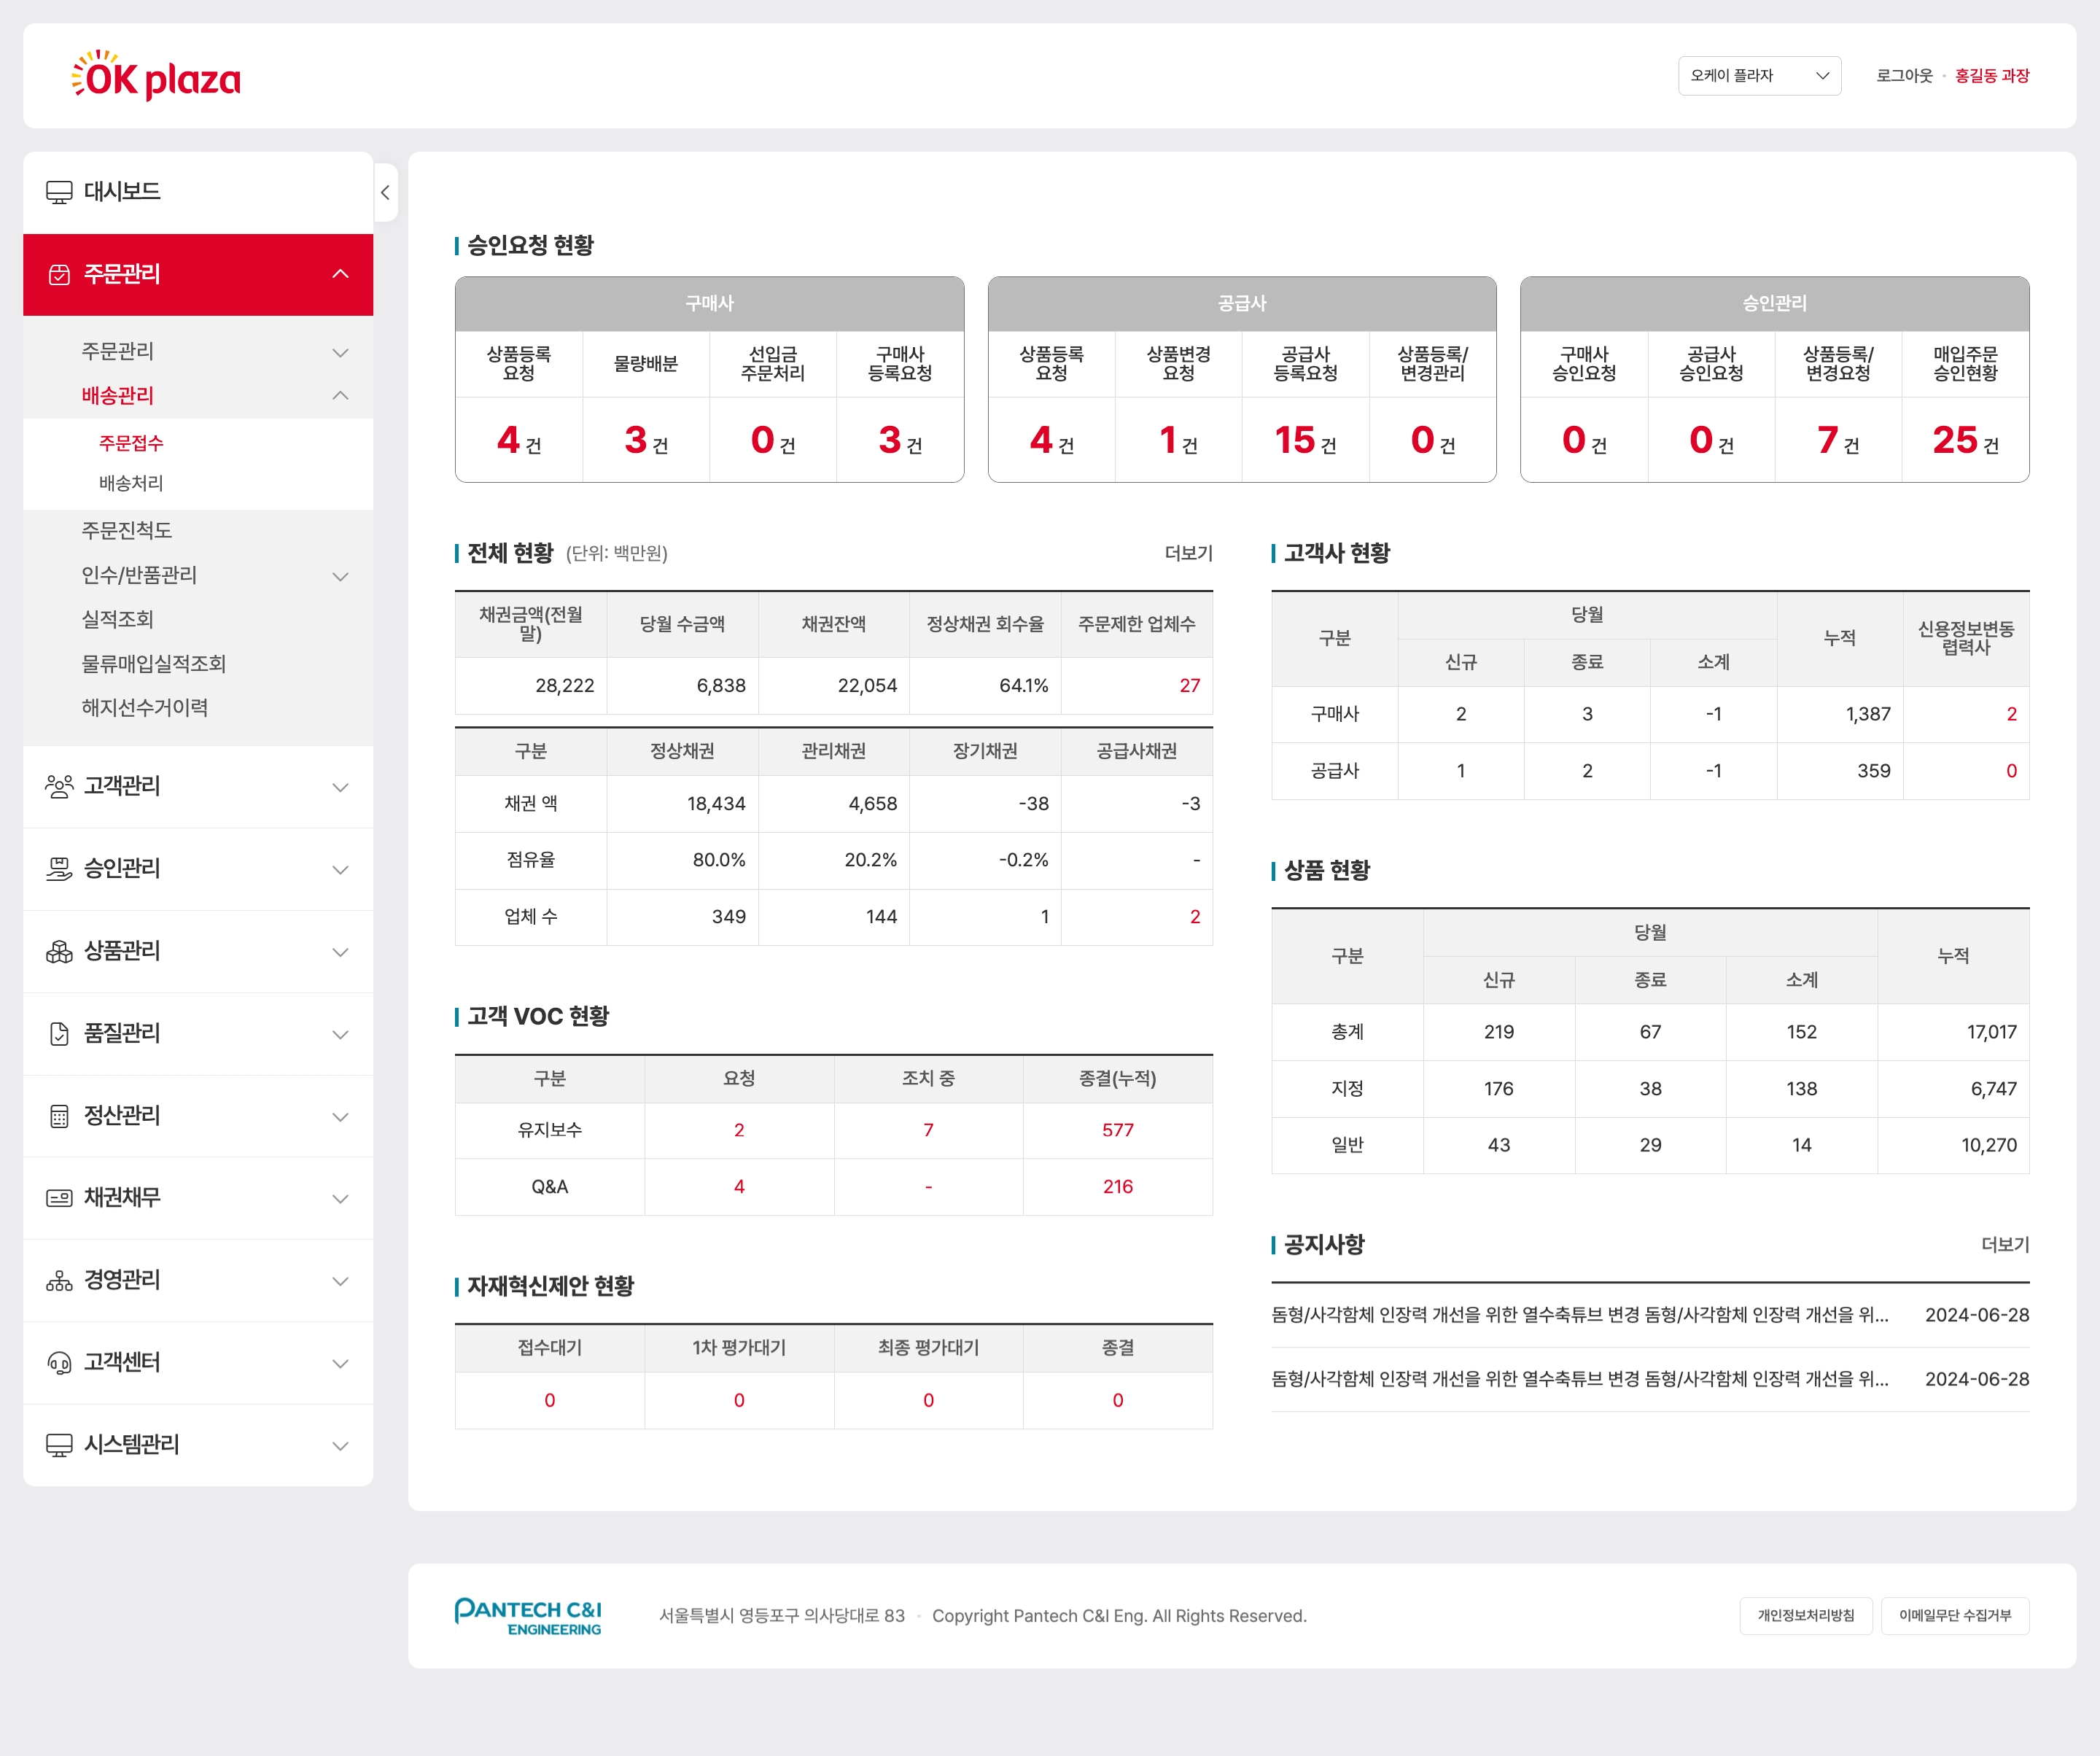 OK plaza
오케이 플라자
로그아웃 · 홍길동 과장
대시보드
주문관리
주문관리
배송관리
주문접수
배송처리
주문진척도
인수/반품관리
실적조회
물류매입실적조회
해지선수거이력
고객관리
승인관리
상품관리
품질관리
정산관리
채권채무
경영관리
고객센터
시스템관리
승인요청 현황
구매사
상품등록
요청
물량배분
선입금
주문처리
구매사
등록요청
4 건
3 건
0 건
3 건
공급사
상품등록
요청
상품변경
요청
공급사
등록요청
상품등록/
변경관리
4 건
1 건
15 건
0 건
승인관리
구매사
승인요청
공급사
승인요청
상품등록/
변경요청
매입주문
승인현황
0 건
0 건
7 건
25 건
전체 현황 (단위: 백만원)
더보기
채권금액(전월
말)
당월 수금액
채권잔액
정상채권 회수율
주문제한 업체수
28,222
6,838
22,054
64.1%
27
구분
정상채권
관리채권
장기채권
공급사채권
채권 액
18,434
4,658
-38
-3
점유율
80.0%
20.2%
-0.2%
-
업체 수
349
144
1
2
고객 VOC 현황
구분
요청
조치 중
종결(누적)
유지보수
2
7
577
Q&A
4
-
216
자재혁신제안 현황
접수대기
1차 평가대기
최종 평가대기
종결
0
0
0
0
고객사 현황
구분
당월
누적
신용정보변동
렵력사
신규
종료
소계
구매사
2
3
-1
1,387
2
공급사
1
2
-1
359
0
상품 현황
구분
당월
누적
신규
종료
소계
총계
219
67
152
17,017
지정
176
38
138
6,747
일반
43
29
14
10,270
공지사항
더보기
돔형/사각함체 인장력 개선을 위한 열수축튜브 변경 돔형/사각함체 인장력 개선을 위...
2024-06-28
돔형/사각함체 인장력 개선을 위한 열수축튜브 변경 돔형/사각함체 인장력 개선을 위...
2024-06-28
PANTECH C&I
ENGINEERING
서울특별시 영등포구 의사당대로 83 · Copyright Pantech C&I Eng. All Rights Reserved.
개인정보처리방침
이메일무단 수집거부